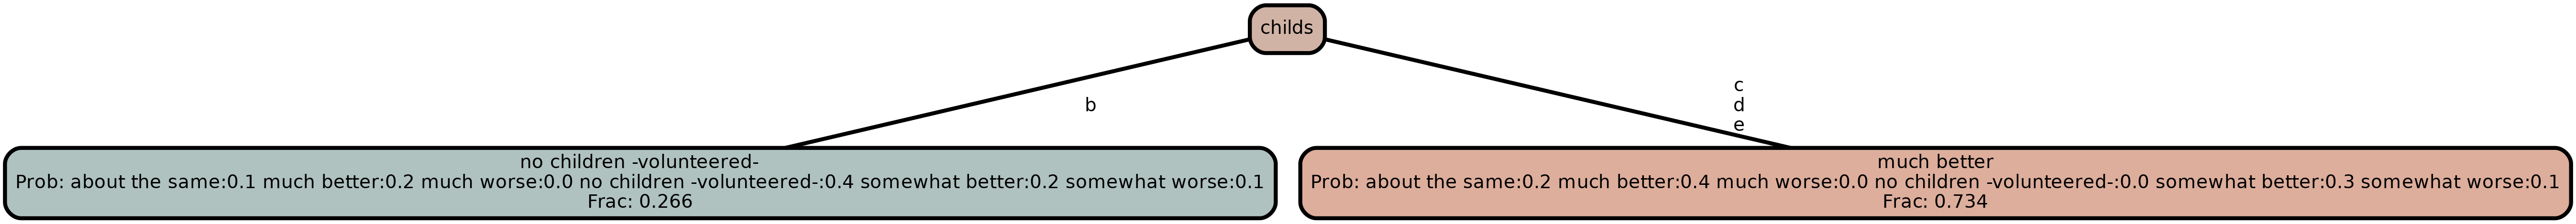 childs
b
c
d
e
no children -volunteered-
Prob: about the same:0.1 much better:0.2 much worse:0.0 no children -volunteered-:0.4 somewhat better:0.2 somewhat worse:0.1
Frac: 0.266
much better
Prob: about the same:0.2 much better:0.4 much worse:0.0 no children -volunteered-:0.0 somewhat better:0.3 somewhat worse:0.1
Frac: 0.734